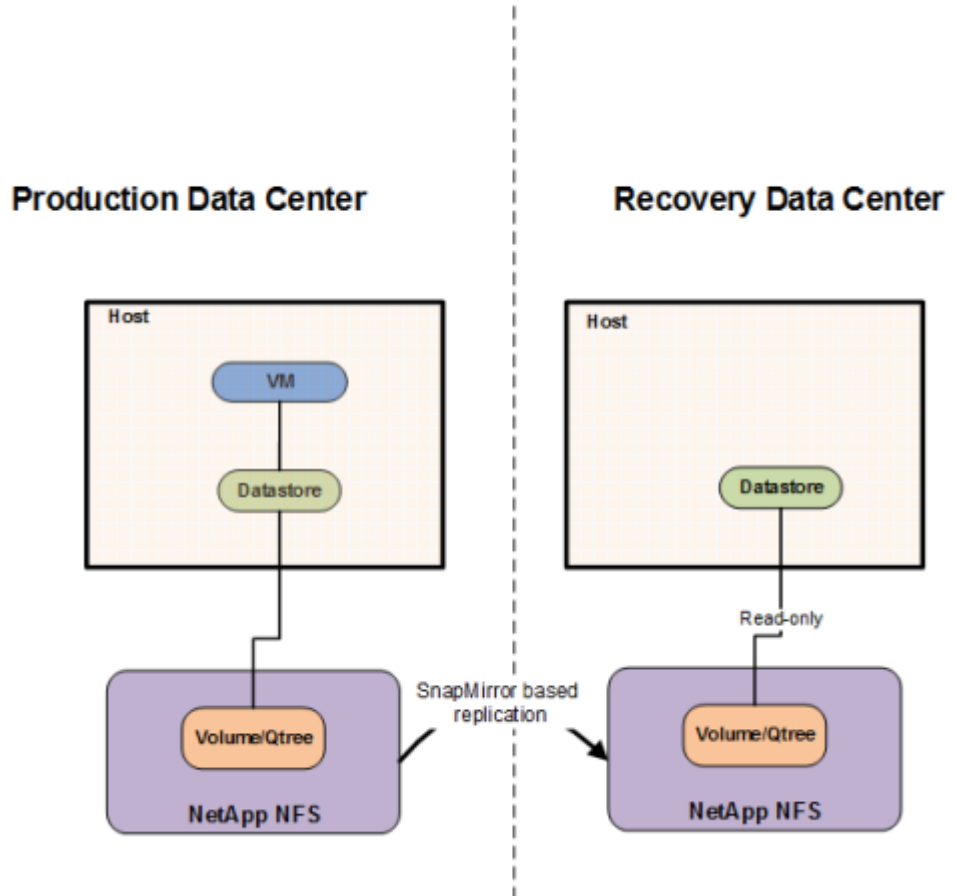 Production Data Center
Recovery Data Center
Host
VM
Datastore
Host
Datastore
Read-only
SnapMirror based
replication
Volume/Qtree
NetApp NFS
Volume/Qtree
NetApp NFS